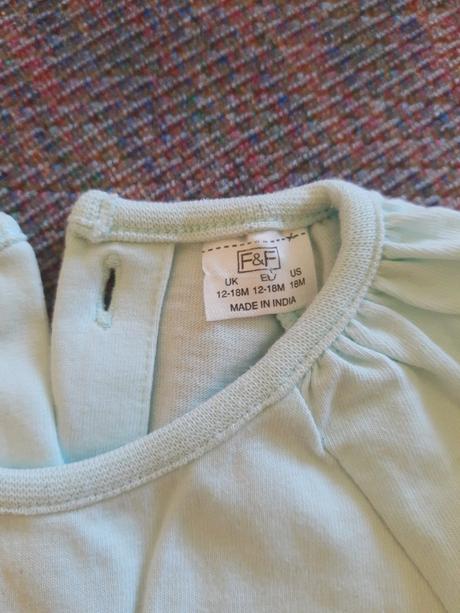 F&F
UK EU US
12-18M 12-18M 18M
MADE IN INDIA